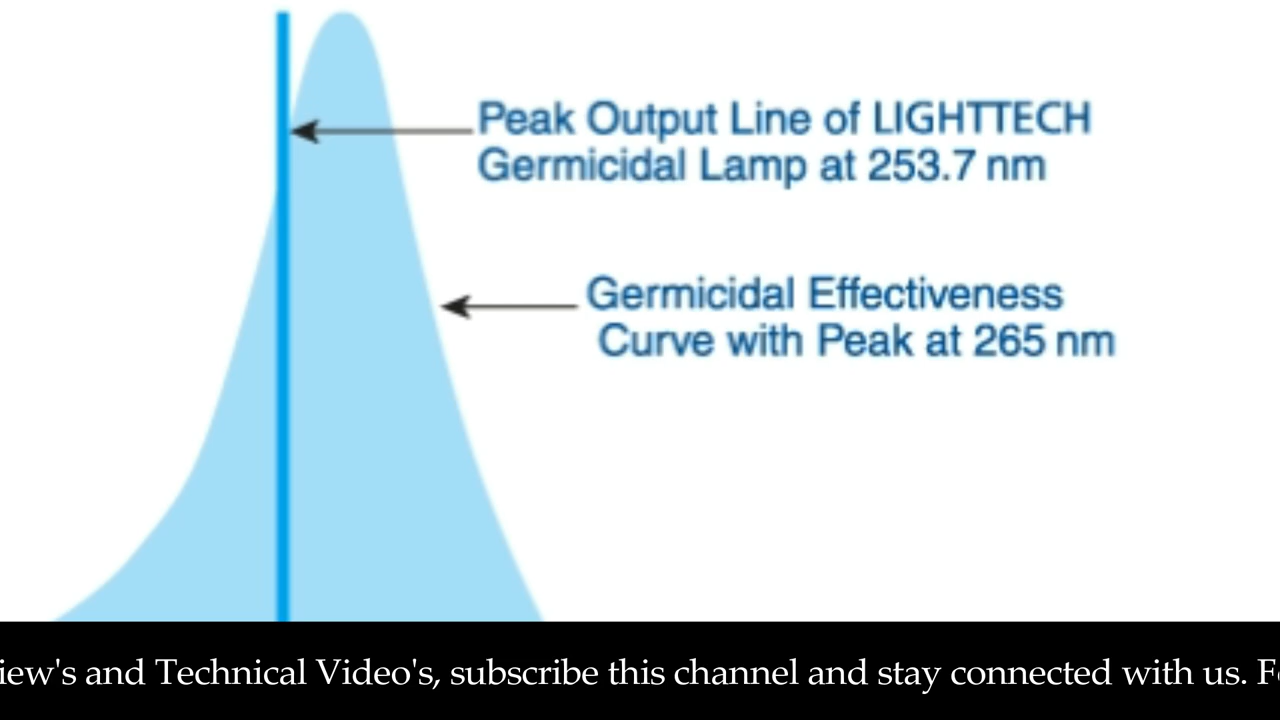 Peak Output Line of LIGHTTECH
Germicidal Lamp at 253.7 nm
Germicidal Effectiveness
Curve with Peak at 265 nm
iew's and Technical Video's, subscribe this channel and stay connected with us. F